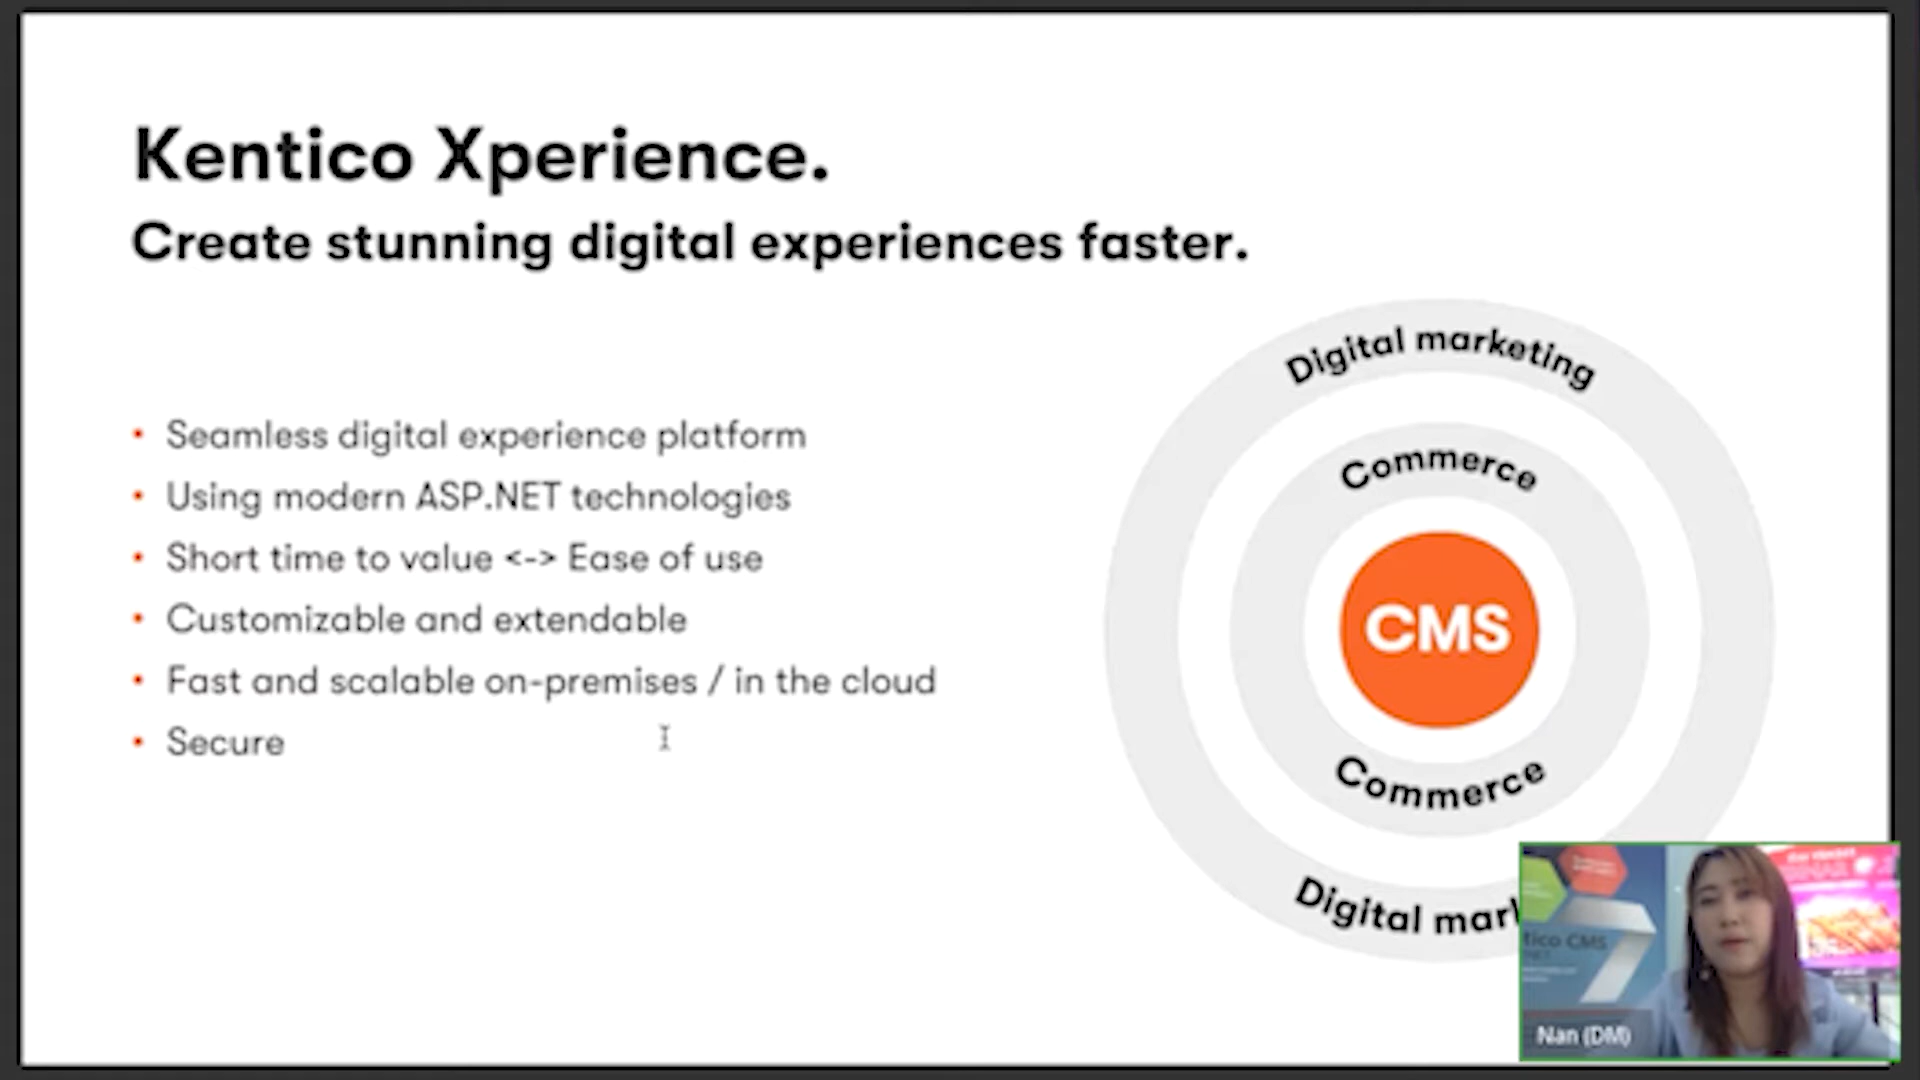 Kentico Xperience.
Create stunning digital experiences faster.
• Seamless digital experience platform
• Using modern ASP.NET technologies
• Short time to value <-> Ease of use
• Customizable and extendable
• Fast and scalable on-premises / in the cloud
• Secure
Digital marketing
Commerce
CMS
Commerce
Digital mark
tico CMS
Nan (DM)